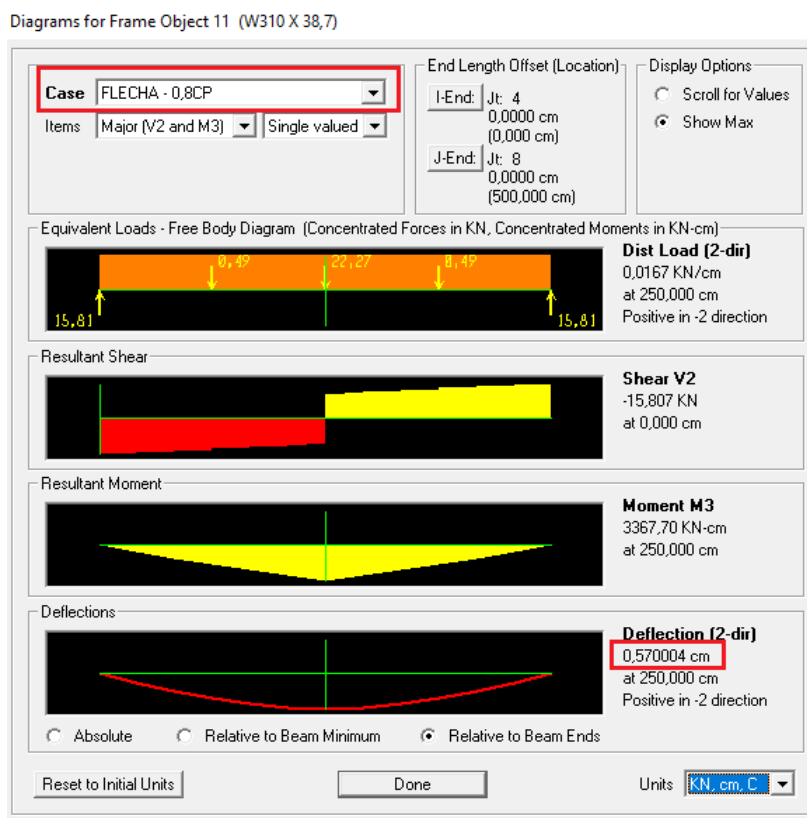 Diagrams for Frame Object 11 (W310 X 38,7)
Case FLECHA - 0,8CP
Items Major (V2 and M3) Single valued
End Length Offset (Location)
I-End: Jt: 4
0,0000 cm
(0,000 cm)
J-End: Jt: 8
0,0000 cm
(500,000 cm)
Display Options
Scroll for Values
Show Max
Equivalent Loads - Free Body Diagram (Concentrated Forces in KN, Concentrated Moments in KN-cm)
0,49 22,27 0,49
15,81 15,81
Dist Load (2-dir)
0,0167 KN/cm
at 250,000 cm
Positive in -2 direction
Resultant Shear
Shear V2
-15,807 KN
at 0,000 cm
Resultant Moment
Moment M3
3367,70 KN-cm
at 250,000 cm
Deflections
Deflection (2-dir)
0,570004 cm
at 250,000 cm
Positive in -2 direction
Absolute Relative to Beam Minimum Relative to Beam Ends
Reset to Initial Units Done Units KN, cm, C